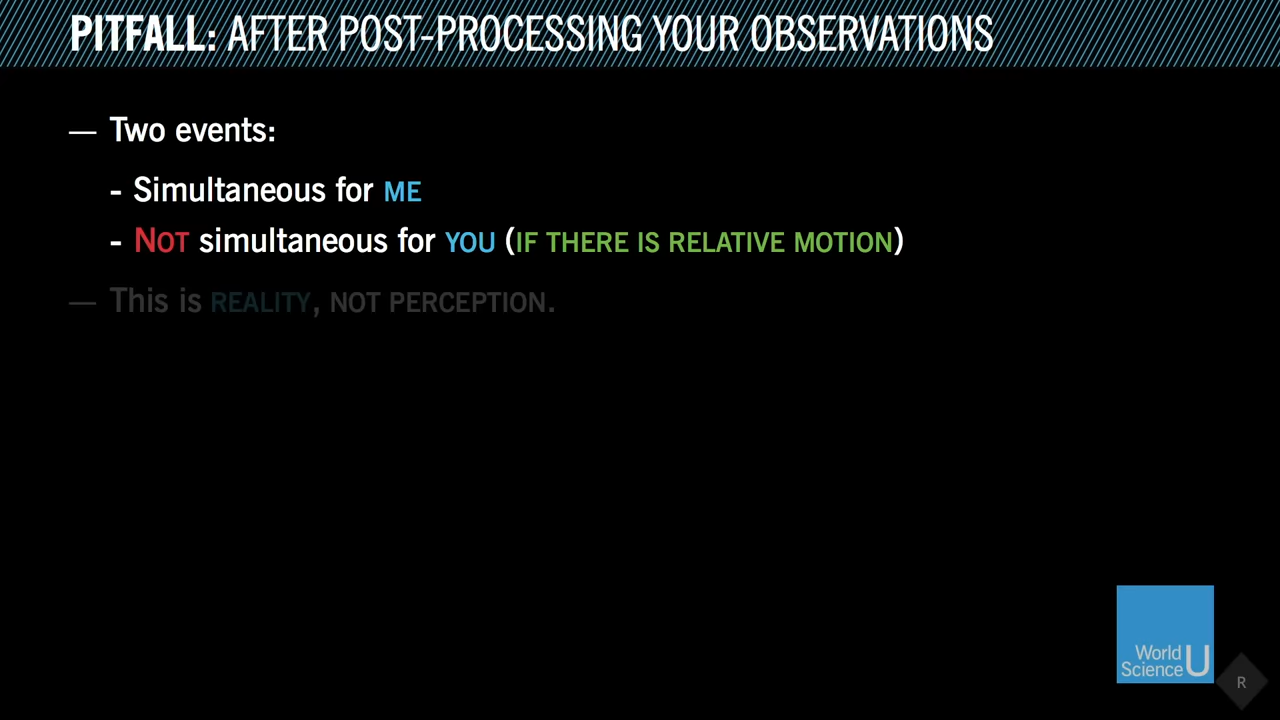 PITFALL: AFTER POST-PROCESSING YOUR OBSERVATIONS
— Two events:
- Simultaneous for ME
- NOT simultaneous for YOU (IF THERE IS RELATIVE MOTION)
— This is REALITY, NOT PERCEPTION.
World
Science U
R